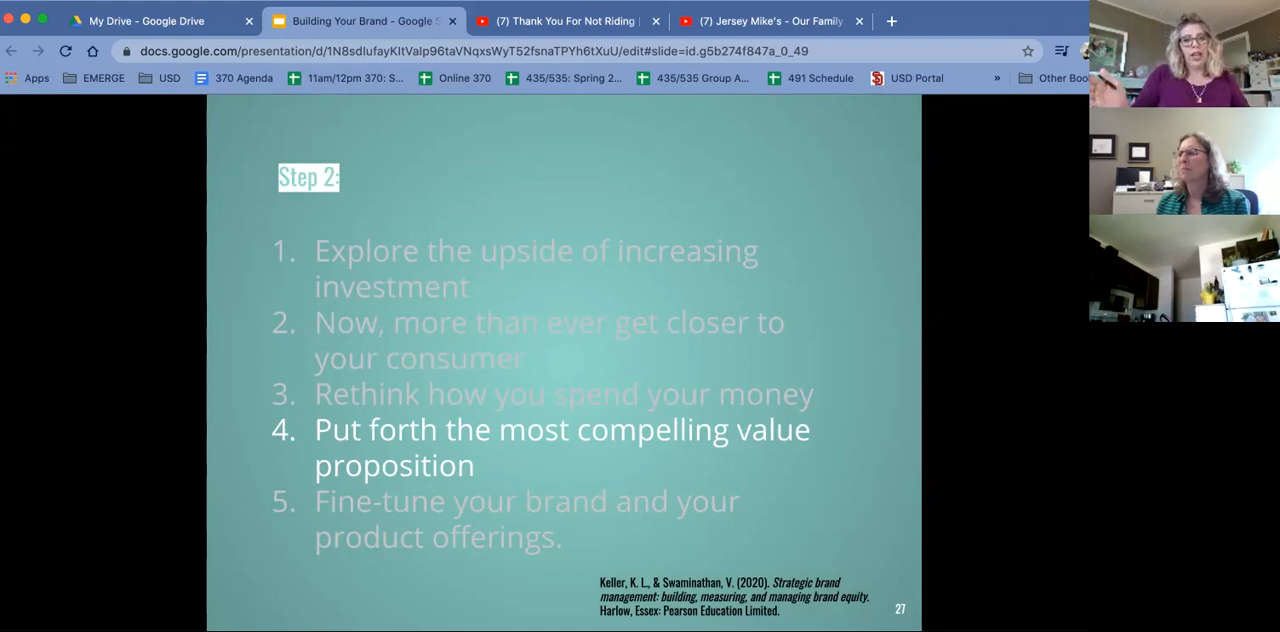 My Drive - Google Drive
Building Your Brand - Google S
(7) Thank You For Not Riding
(7) Jersey Mike's - Our Family
docs.google.com/presentation/d/1N8sdIufayKItVaIp96taVNqxsWyT52fsnaTPYh6tXuU/edit#slide=id.g5b274f847a_0_49
Apps
EMERGE
USD
370 Agenda
11am/12pm 370: S...
Online 370
435/535: Spring 2...
435/535 Group A...
491 Schedule
USD Portal
»
Other Boo
Step 2:
1. Explore the upside of increasing
investment
2. Now, more than ever get closer to
your consumer
3. Rethink how you spend your money
4. Put forth the most compelling value
proposition
5. Fine-tune your brand and your
product offerings.
Keller, K. L., & Swaminathan, V. (2020). Strategic brand
management: building, measuring, and managing brand equity.
Harlow, Essex: Pearson Education Limited.
27